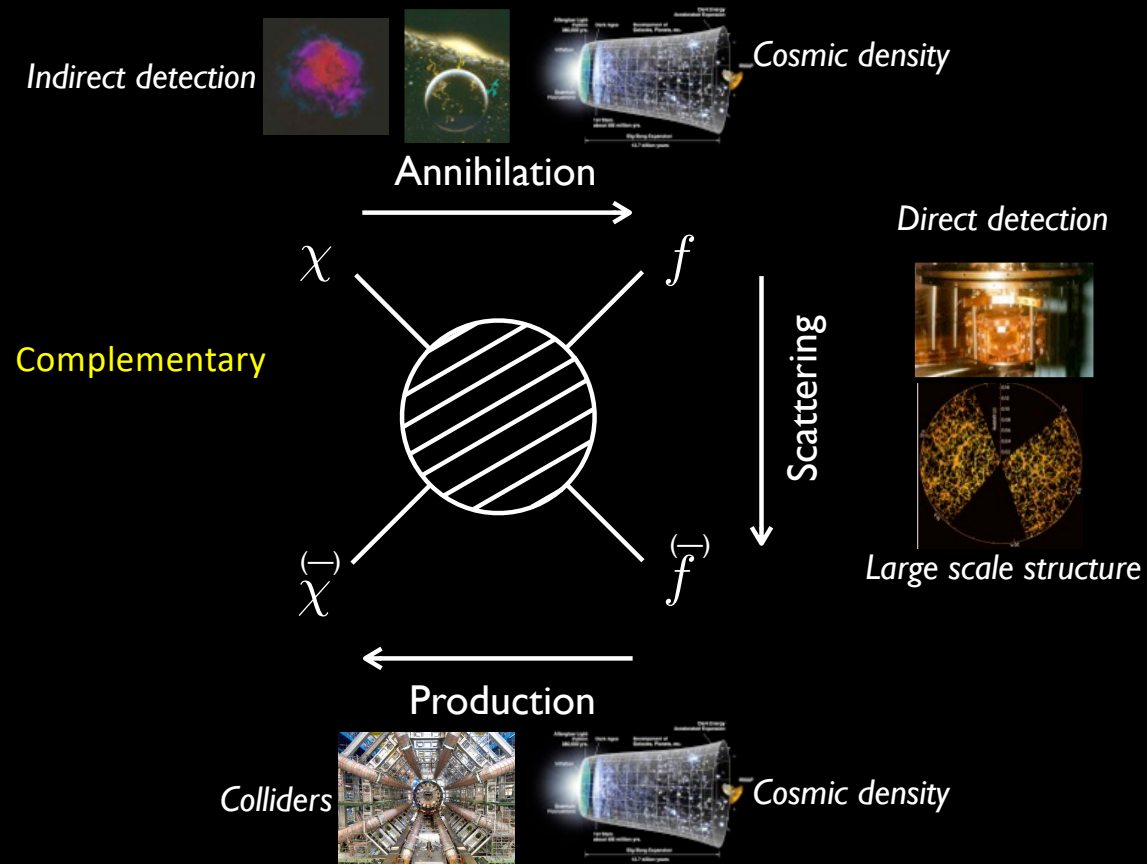 Indirect detection
Cosmic density
Annihilation
Direct detection
χ
f
Complementary
Scattering
(—)
χ
(—)
f
Large scale structure
Production
Colliders
Cosmic density